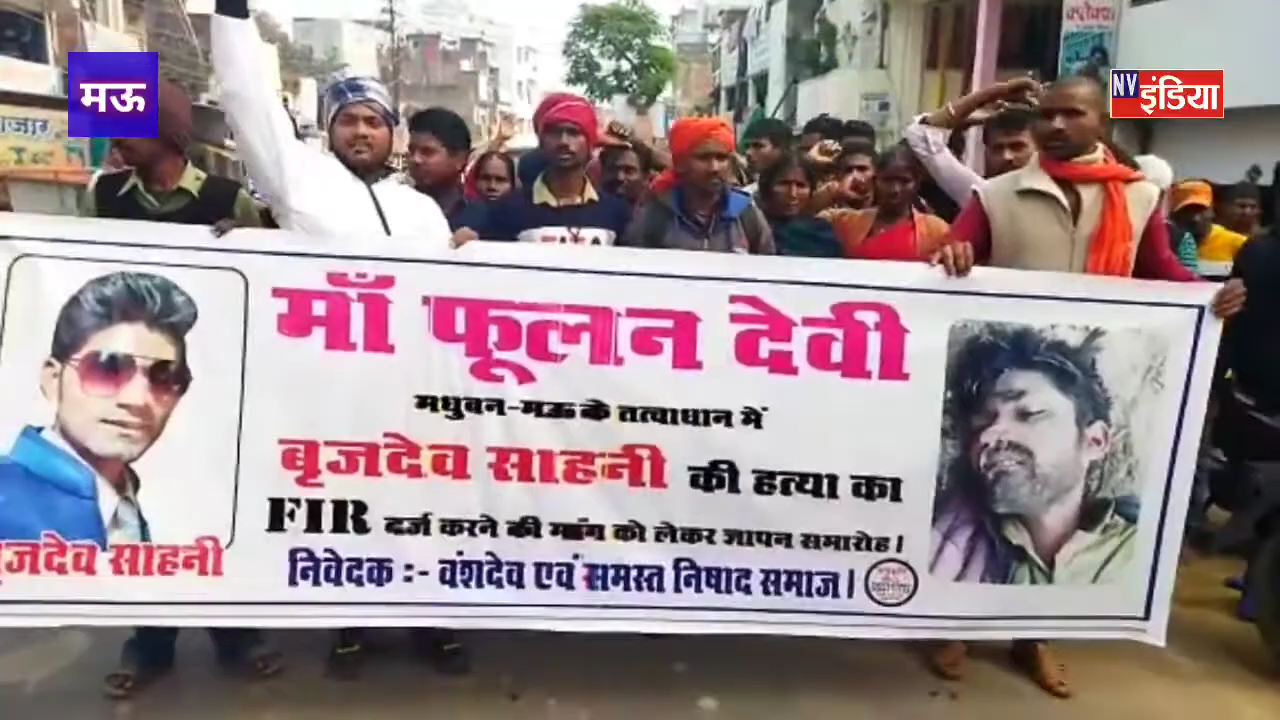 मऊ
NV इंडिया
माँ फूलन देवी
मधुवन-मऊ के तत्वाधान में
बृजदेव साहनी की हत्या का
FIR दर्ज करने की मांग को लेकर ज्ञापन समारोह।
निवेदक :- वंशदेव एवं समस्त निषाद समाज।
बृजदेव साहनी